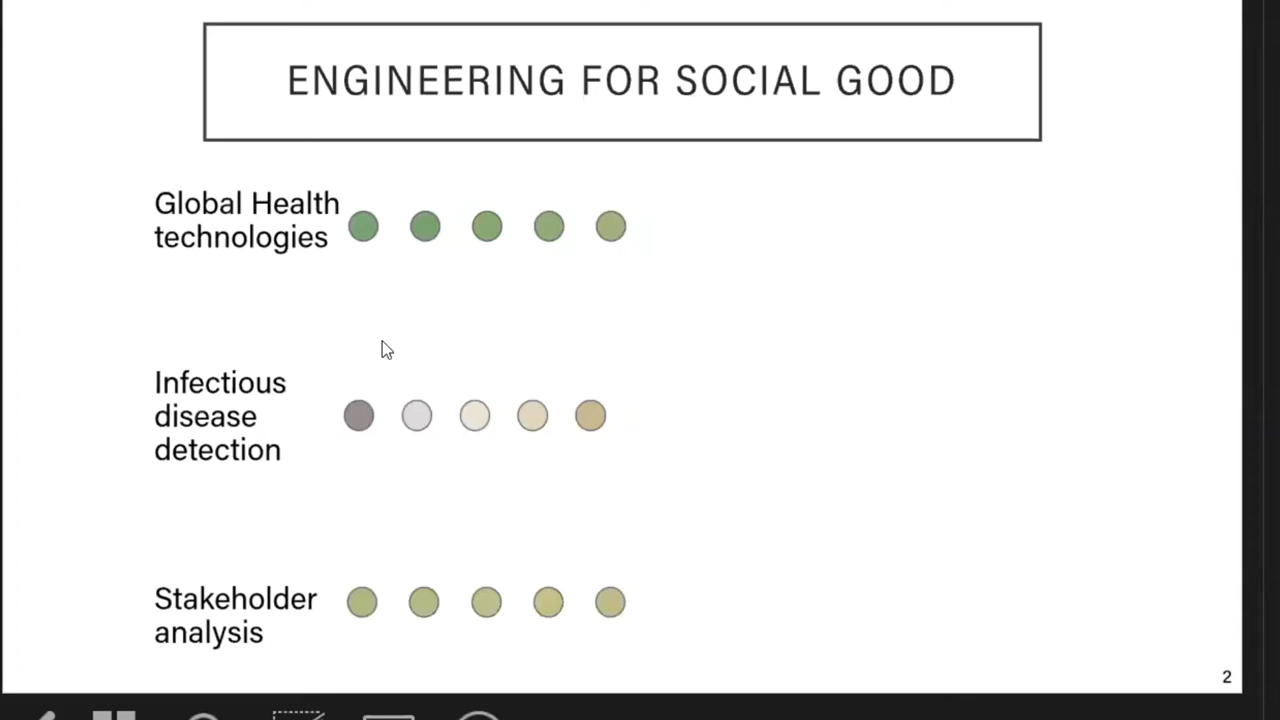 ENGINEERING FOR SOCIAL GOOD
Global Health
technologies
Infectious
disease
detection
Stakeholder
analysis
2